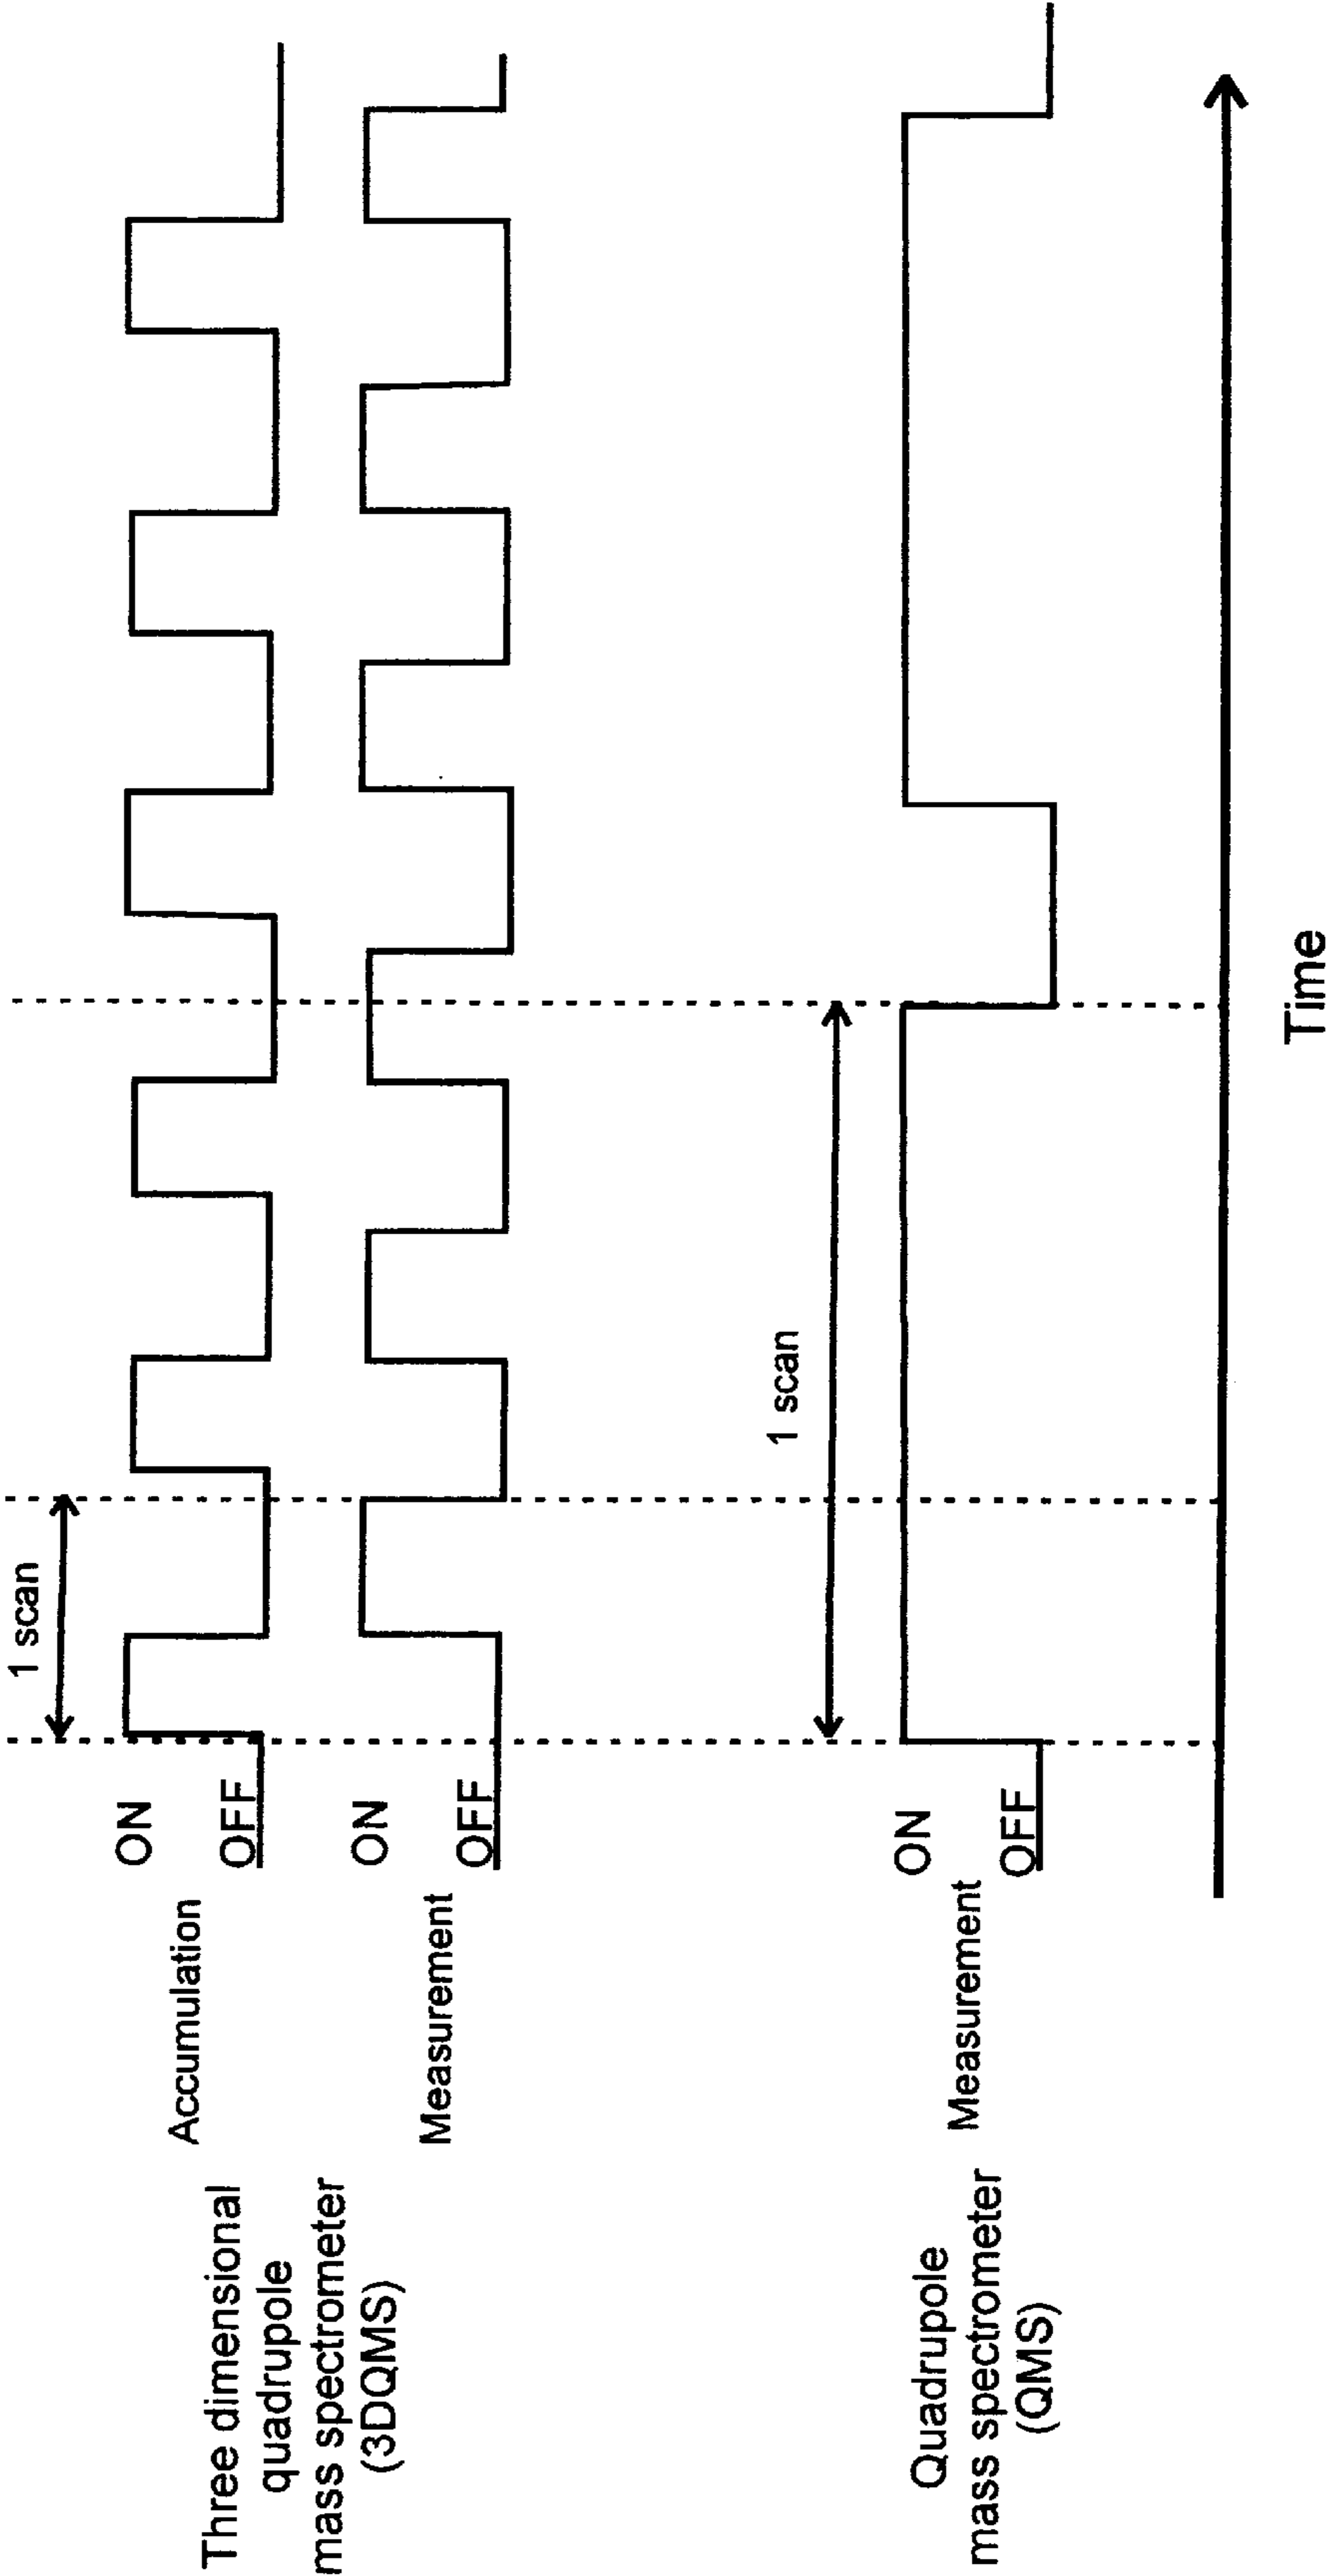 1 scan
Three dimensional
quadrupole
mass spectrometer
(3DQMS)
Accumulation
ON
OFF
Measurement
ON
OFF
1 scan
Quadrupole
mass spectrometer
(QMS)
Measurement
ON
OFF
Time